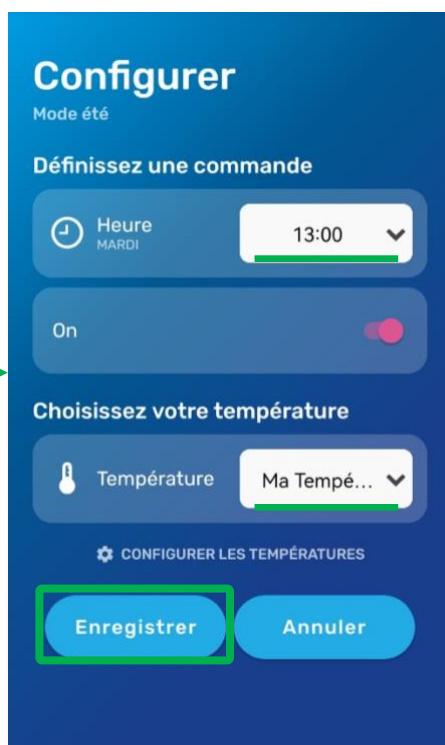 Configurer
Mode été
Définissez une commande
Heure
MARDI
13:00
On
Choisissez votre température
Température
Ma Tempé...
CONFIGURER LES TEMPÉRATURES
Enregistrer
Annuler